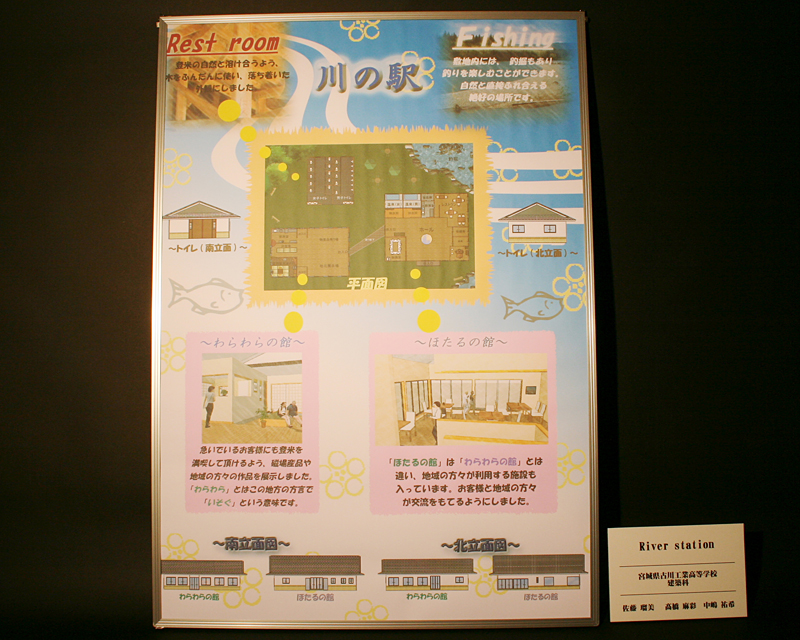 Rest room
登米の自然と溶け合うよう、
木をふんだんに使い、落ち着いた
川の駅
Fishing
敷地内には、釣堀もあり
釣りを楽しむことができます。
自然と直接ふれ合える
絶好の場所です。
～トイレ（南立面）～
～トイレ（北立面）～
平面図
～わらわらの館～
急いでいるお客様にも登米を
満喫して頂けるよう、磁場産品や
地域の方々の作品を展示しました。
「わらわら」とはこの地方の方言で
「いそぐ」という意味です。
～ほたるの館～
「ほたるの館」は「わらわらの館」とは
違い、地域の方々が利用する施設も
入っています。お客様と地域の方々
が交流をもてるようにしました。
～南立面図～
わらわらの館
ほたるの館
～北立面図～
わらわらの館
ほたるの館
River station
宮城県古川工業高等学校
建築科
佐藤 瑠美 高橋 麻彩 中嶋 祐希